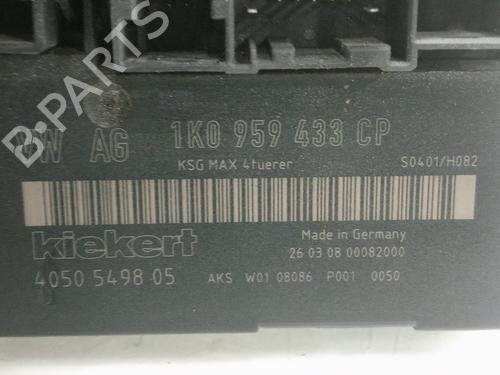 B-PARTS
VW AG 1K0 959 433 CP
KSG MAX 4tuerer S0401/H082
kiekert Made in Germany
26 03 08 00082000
4050 5498 05 AKS W01 08086 P001 0050